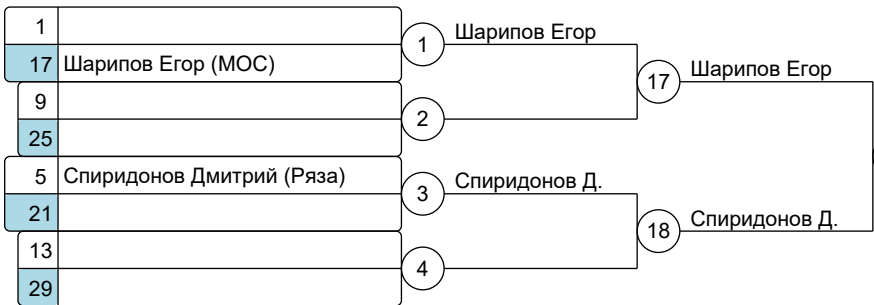 1
1
Шарипов Егор
17 Шарипов Егор (МОС)
17
Шарипов Егор
9
2
25
5 Спиридонов Дмитрий (Ряза)
3
Спиридонов Д.
21
18
Спиридонов Д.
13
4
29